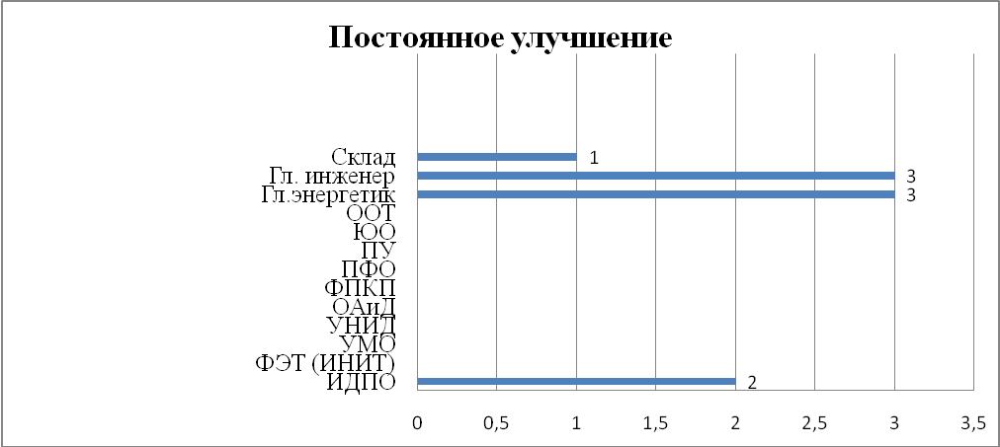 Постоянное улучшение
Склад 1
Гл. инженер 3
Гл.энергетик 3
ООТ
ЮО
ПУ
ПФО
ФПКП
ОАиД
УНИД
УМО
ФЭТ (ИНИТ)
ИДПО 2
0 0,5 1 1,5 2 2,5 3 3,5